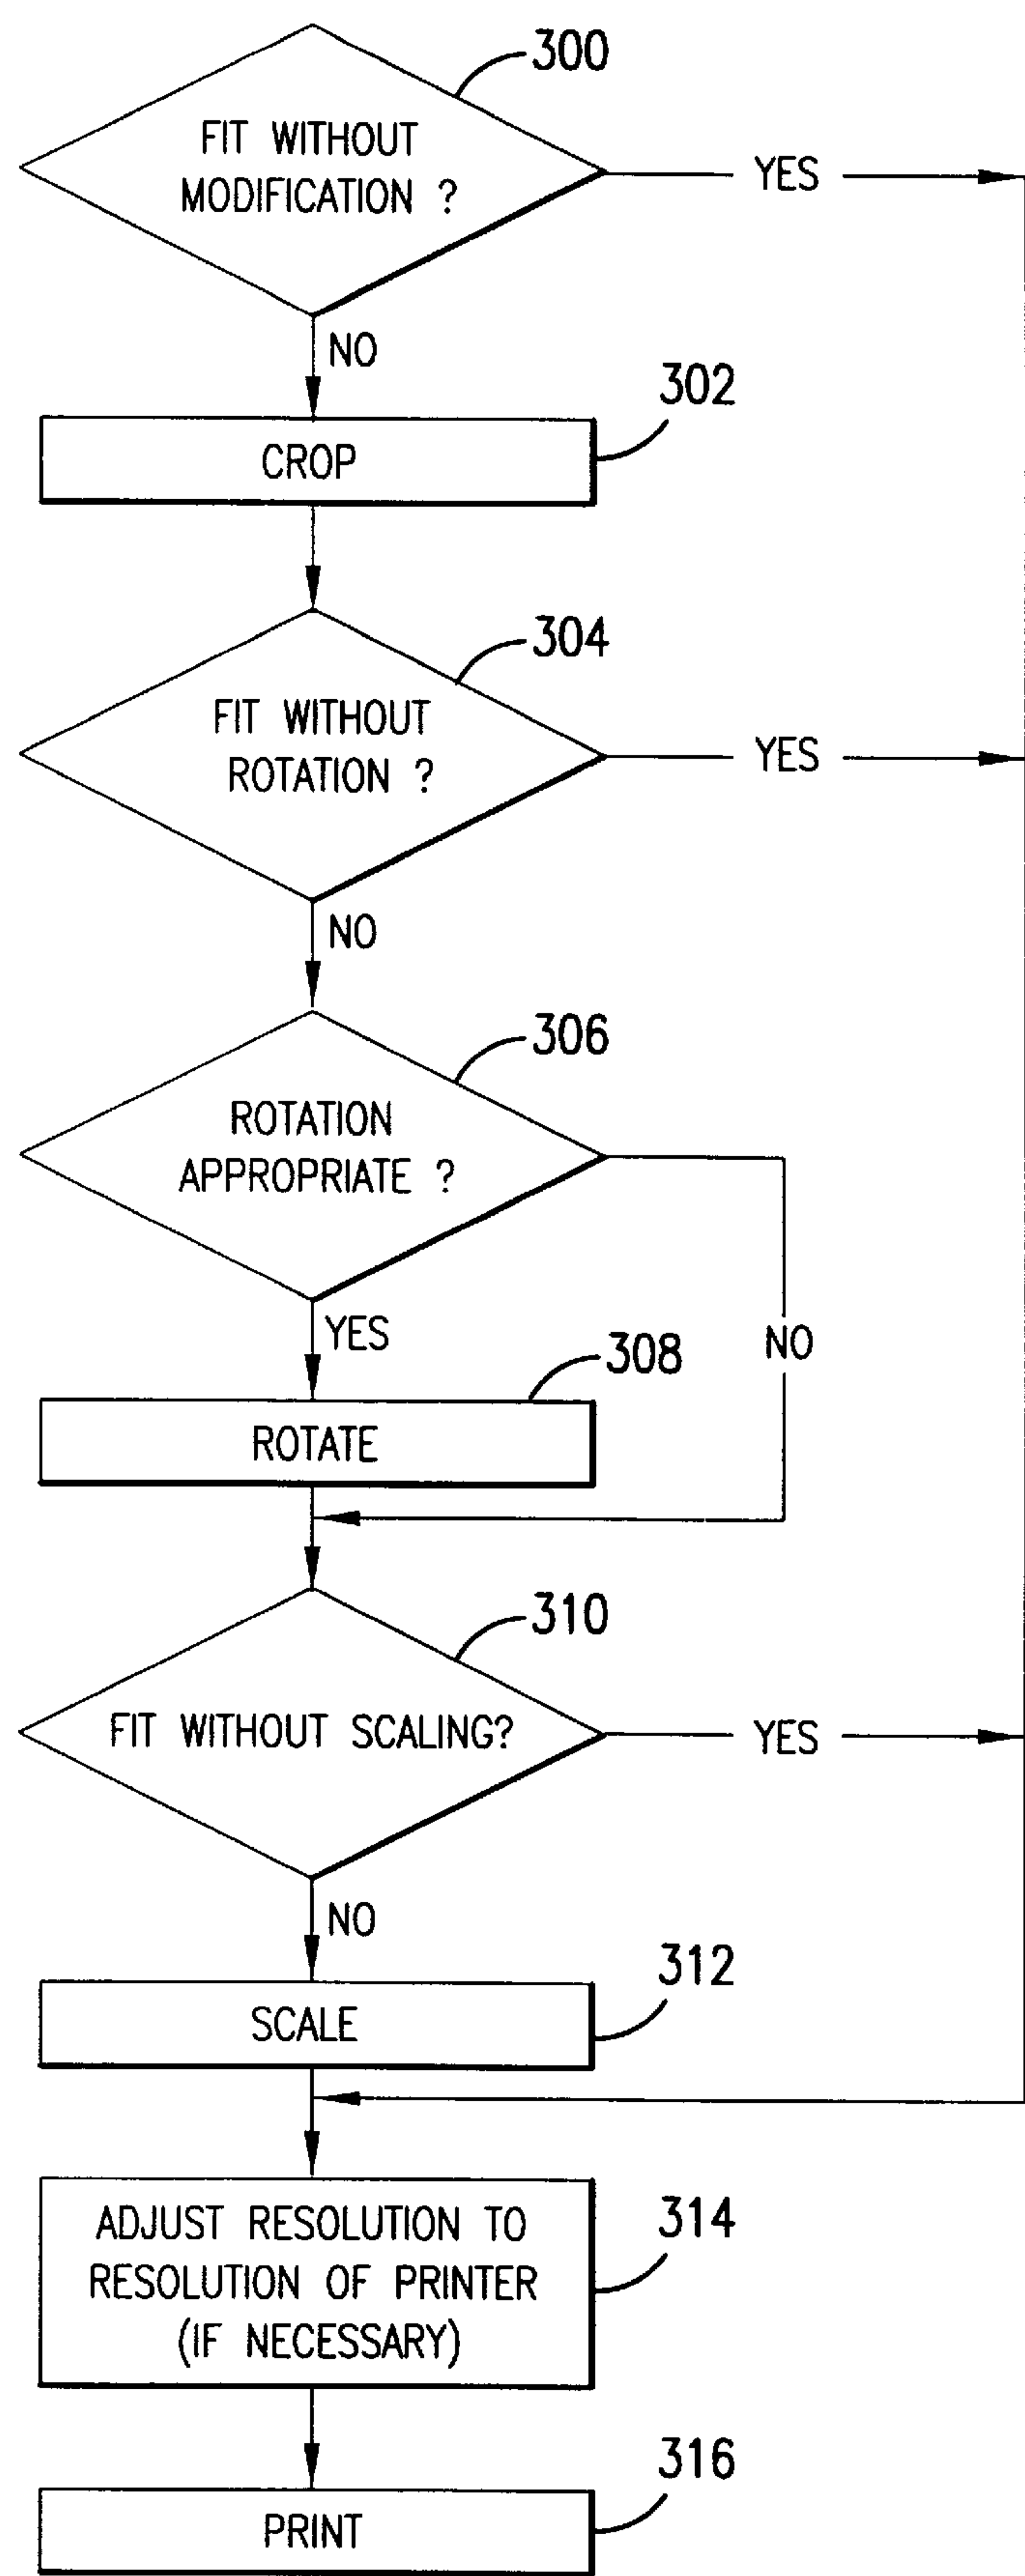 300
FIT WITHOUT
MODIFICATION ?
YES
NO
302
CROP
304
FIT WITHOUT
ROTATION ?
YES
NO
306
ROTATION
APPROPRIATE ?
YES
NO
308
ROTATE
310
FIT WITHOUT SCALING?
YES
NO
312
SCALE
314
ADJUST RESOLUTION TO
RESOLUTION OF PRINTER
(IF NECESSARY)
316
PRINT